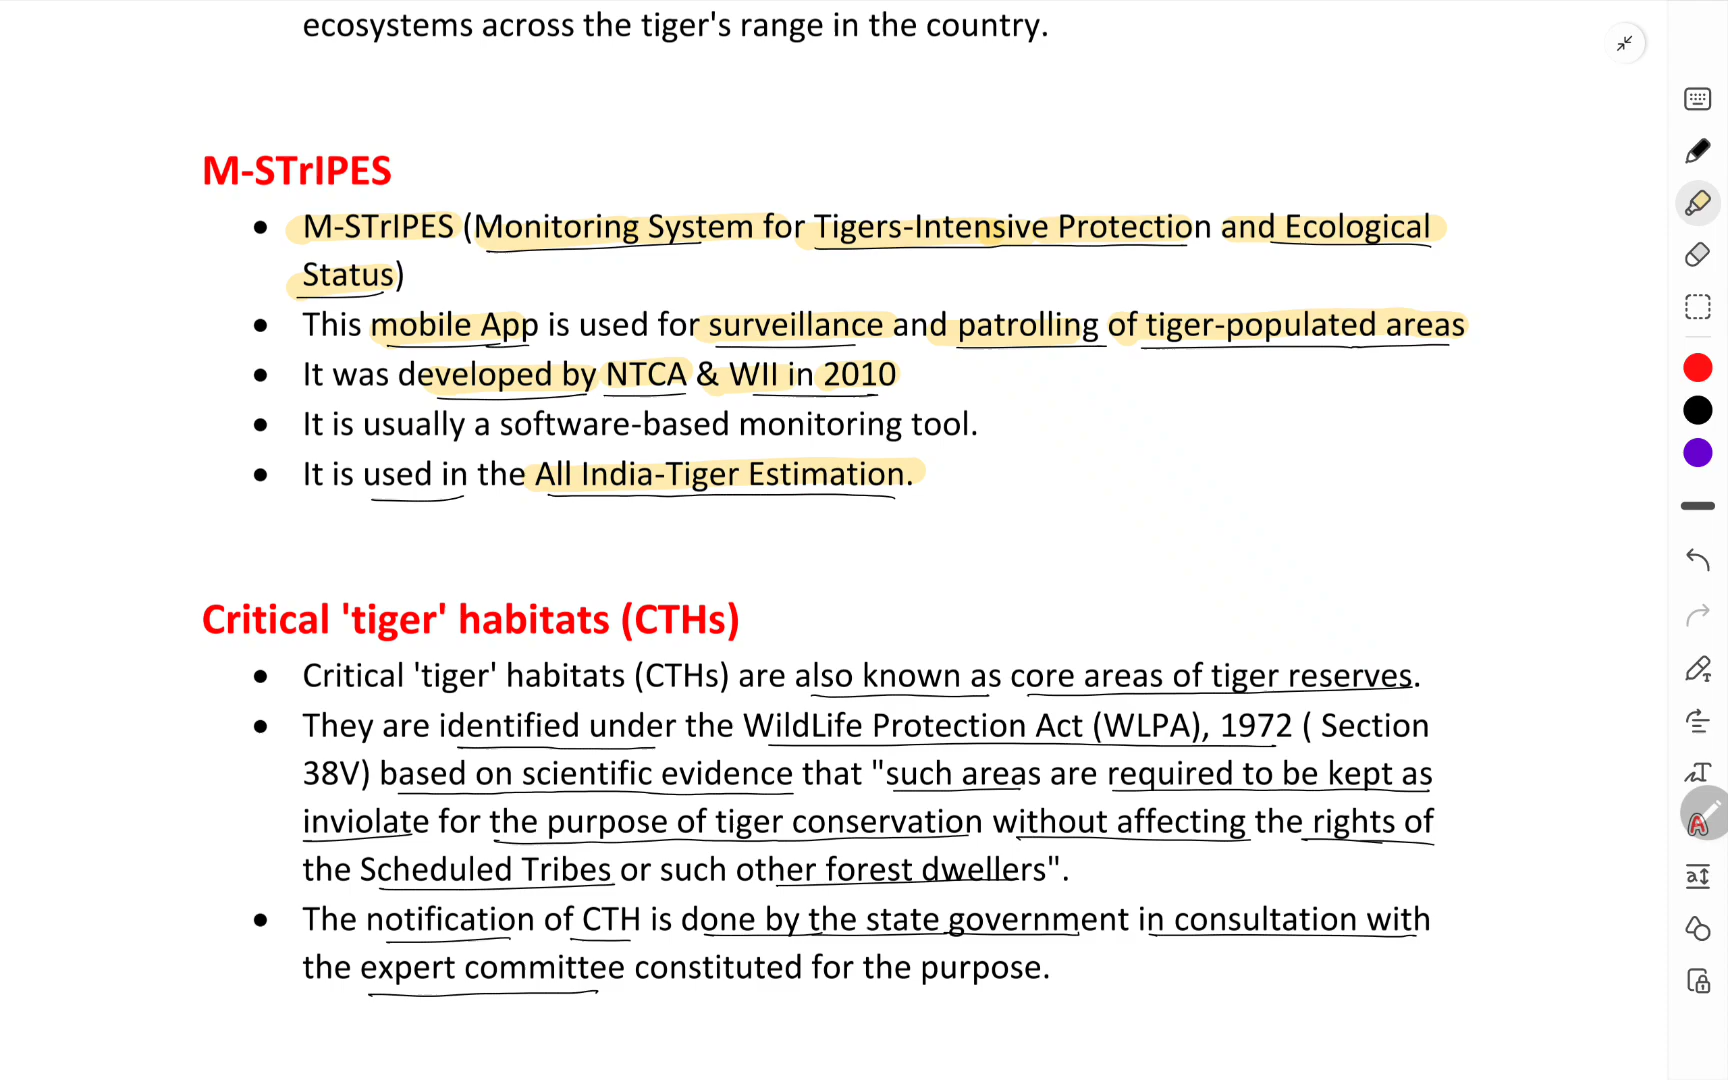 ecosystems across the tiger's range in the country.
M-STrIPES
• M-STrIPES (Monitoring System for Tigers-Intensive Protection and Ecological
Status)
• This mobile App is used for surveillance and patrolling of tiger-populated areas
• It was developed by NTCA & WII in 2010
• It is usually a software-based monitoring tool.
• It is used in the All India-Tiger Estimation.
Critical 'tiger' habitats (CTHs)
• Critical 'tiger' habitats (CTHs) are also known as core areas of tiger reserves.
• They are identified under the WildLife Protection Act (WLPA), 1972 ( Section
38V) based on scientific evidence that "such areas are required to be kept as
inviolate for the purpose of tiger conservation without affecting the rights of
the Scheduled Tribes or such other forest dwellers".
• The notification of CTH is done by the state government in consultation with
the expert committee constituted for the purpose.